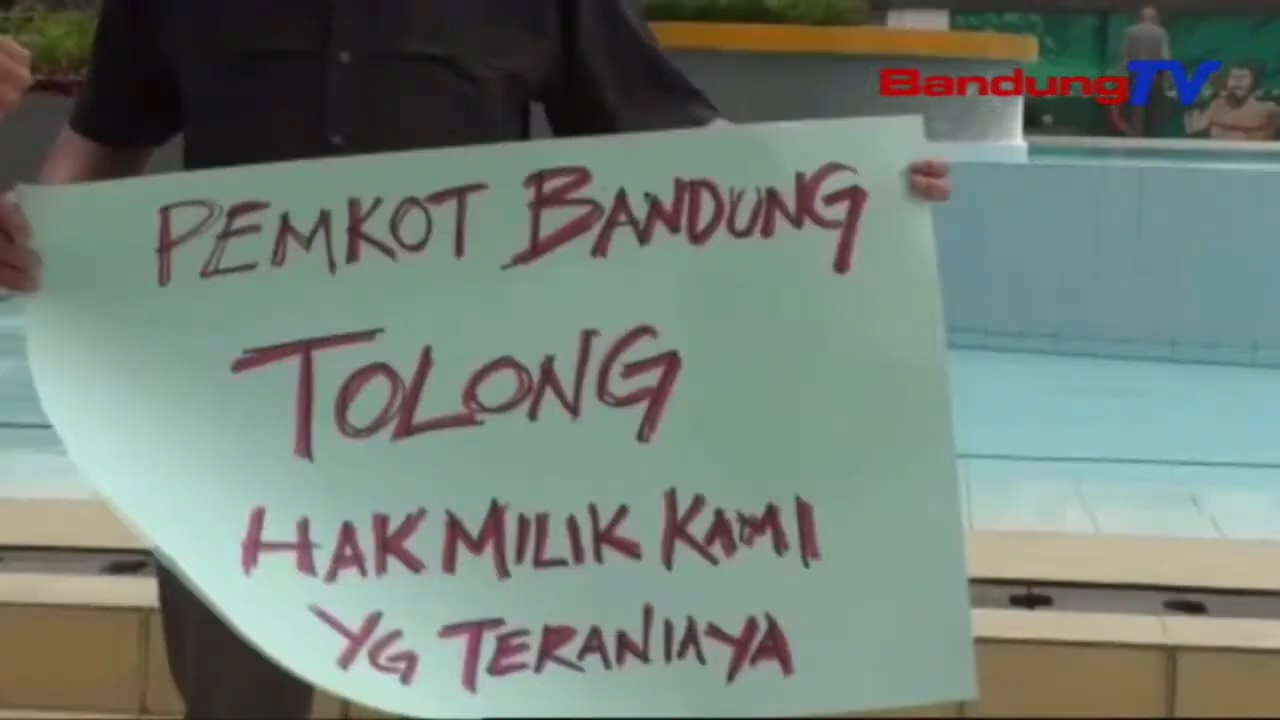 BandungTV
PEMKOT BANDUNG
TOLONG
HAK MILIK KAMI
YG TERANIAYA